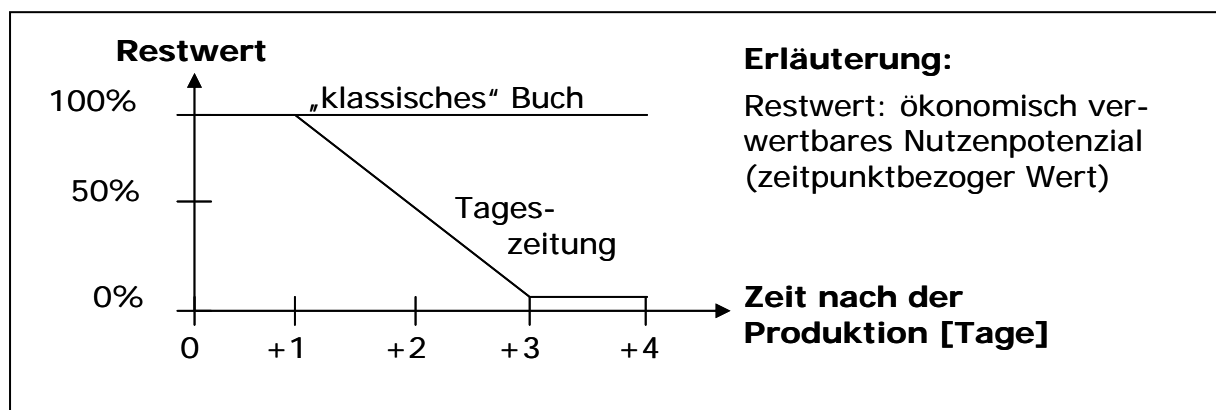 Restwert
100%
50%
0%
„klassisches“ Buch
Tages-
zeitung
0
+1
+2
+3
+4
Erläuterung:
Restwert: ökonomisch ver-
wertbares Nutzenpotenzial
(zeitpunktbezoger Wert)
Zeit nach der
Produktion [Tage]